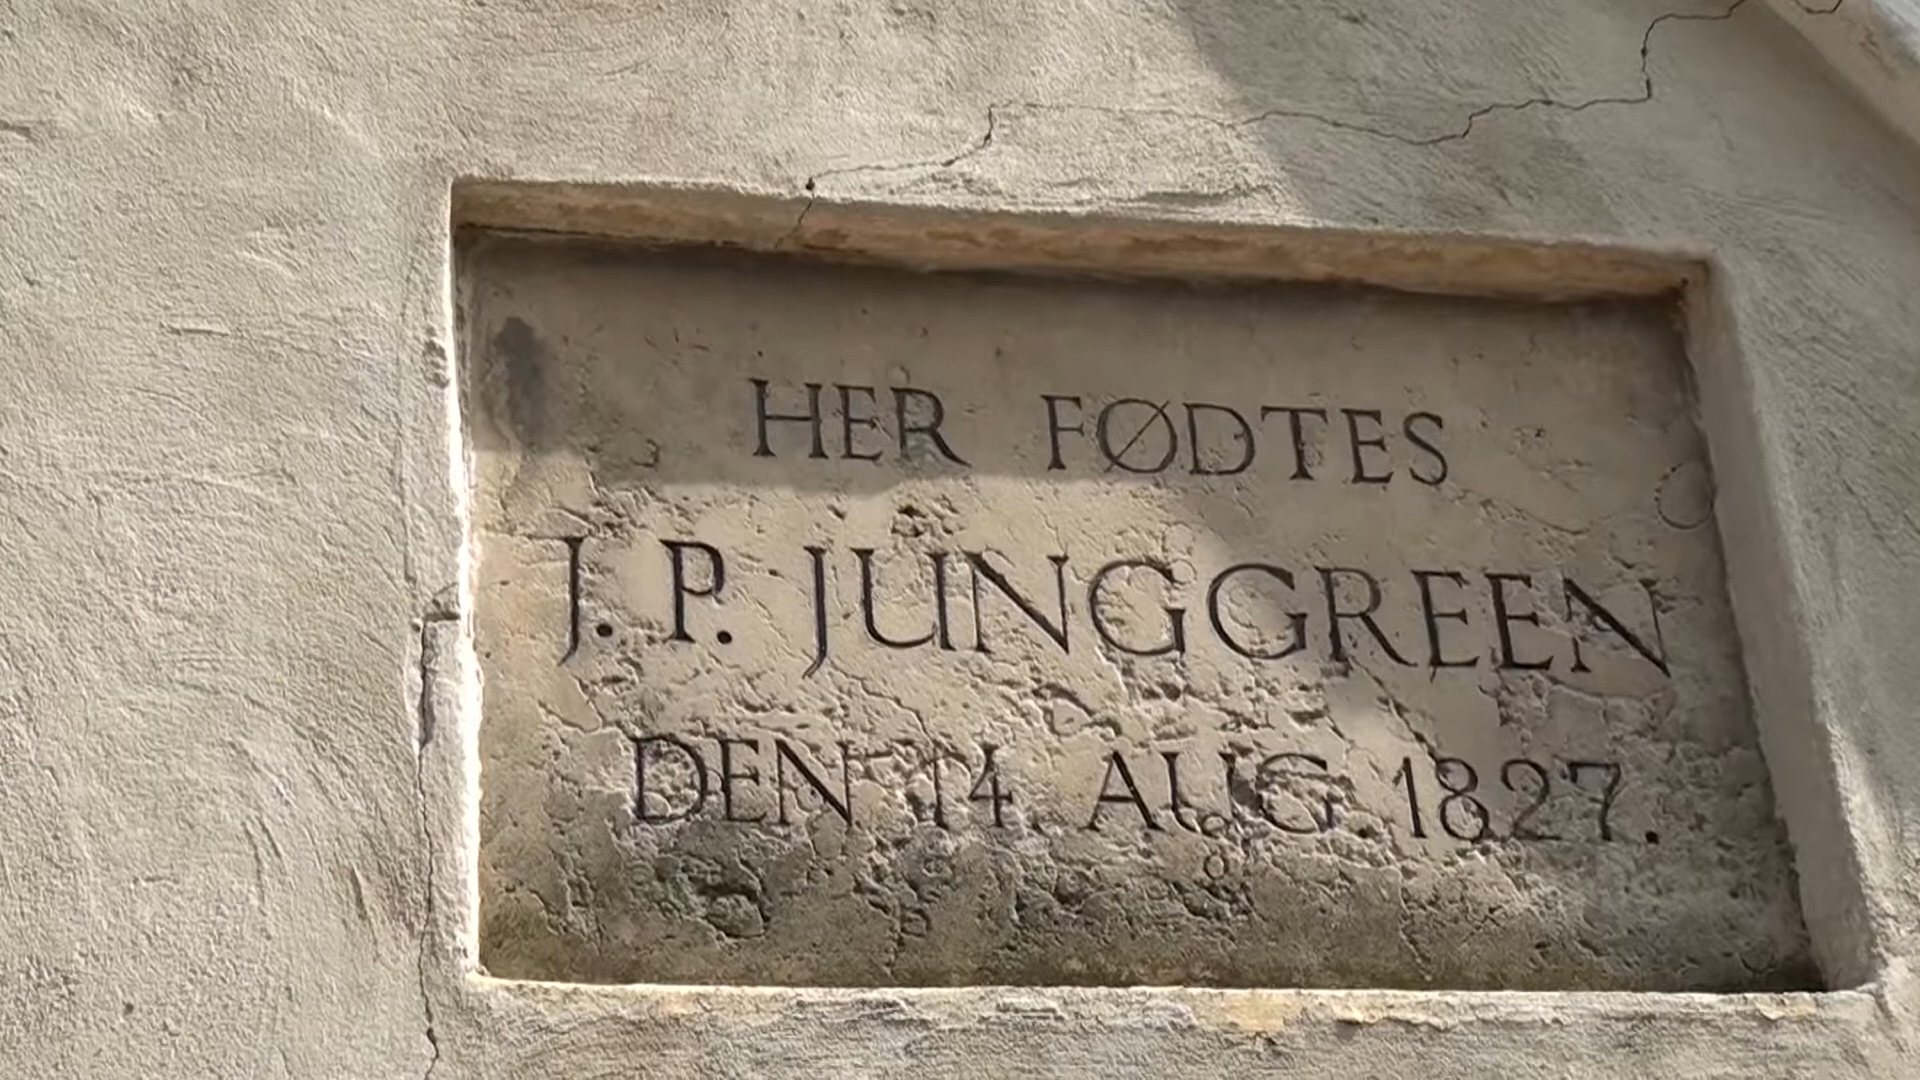 HER FØDTES
J. P. JUNGGREEN
DEN 14. AUG. 1827.